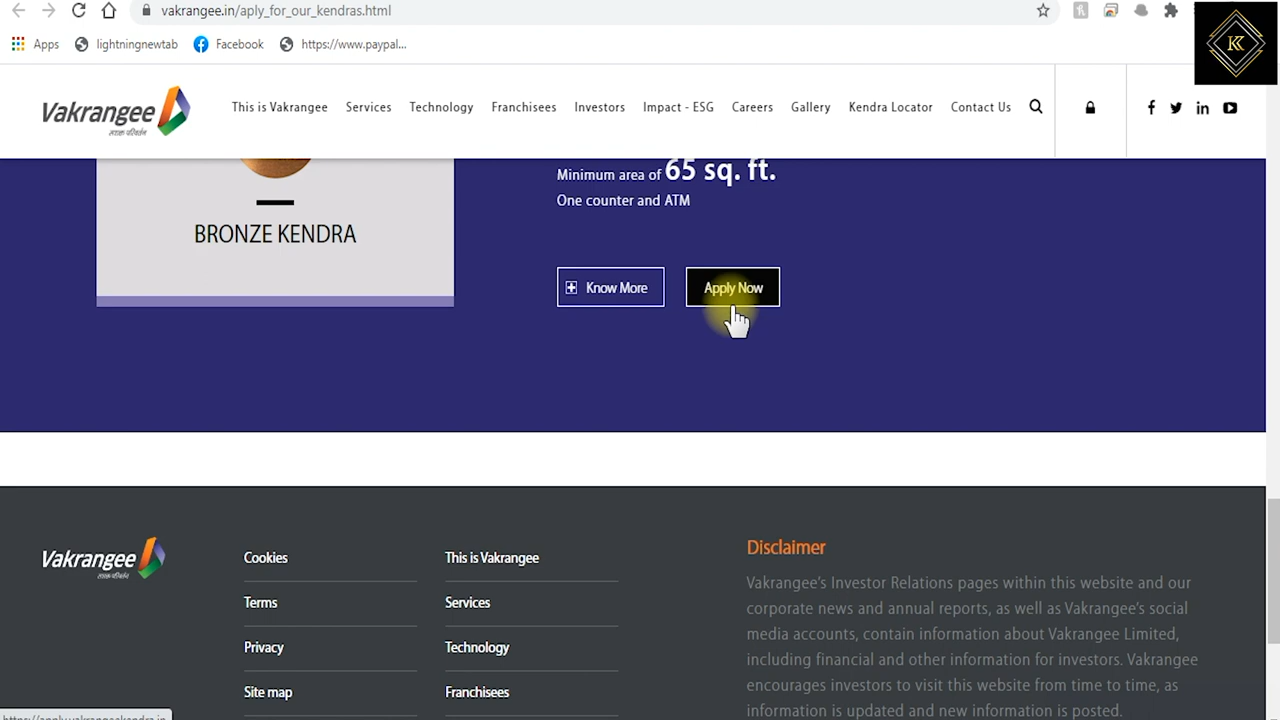 vakrangee.in/aply_for_our_kendras.html
Apps lightningnewtab Facebook https://www.paypal...
KK
Vakrangee This is Vakrangee Services Technology Franchisees Investors Impact - ESG Careers Gallery Kendra Locator Contact Us
Minimum area of 65 sq. ft.
One counter and ATM
BRONZE KENDRA
Know More Apply Now
Vakrangee
Cookies
Terms
Privacy
Site map
This is Vakrangee
Services
Technology
Franchisees
Disclaimer
Vakrangee's Investor Relations pages within this website and our
corporate news and annual reports, as well as Vakrangee's social
media accounts, contain information about Vakrangee Limited,
including financial and other information for investors. Vakrangee
encourages investors to visit this website from time to time, as
information is updated and new information is posted.